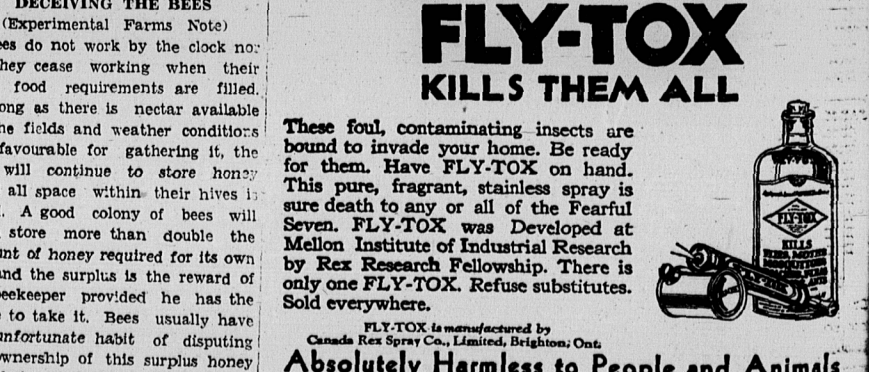 DECEIVING THE BEES
(Experimental Farms Note)
do not work by the clock nor
they cease working when their
food requirements are filled.
long as there is nectar available
fields and weather conditions
favourable for gathering it, the
will continue to store honey
all space within their hives is
A good colony of bees will
store more than double the
of honey required for its own
and the surplus is the reward of
beekeeper provided he has the
to take it. Bees usually have
unfortunate habit of disputing
ownership of this surplus honey
FLY-TOX
KILLS THEM ALL
These foul, contaminating insects are
bound to invade your home. Be ready
for them. Have FLY-TOX on hand.
This pure, fragrant, stainless spray is
sure death to any or all of the Fearful
Seven. FLY-TOX was Developed at
Mellon Institute of Industrial Research
by Rex Research Fellowship. There is
only one FLY-TOX. Refuse substitutes.
Sold everywhere.
FLY-TOX is manufactured by
Canada Rex Spray Co., Limited, Brighton, Ont.
Absolutely Harmless to People and Animals
FLY-TOX
KILLS